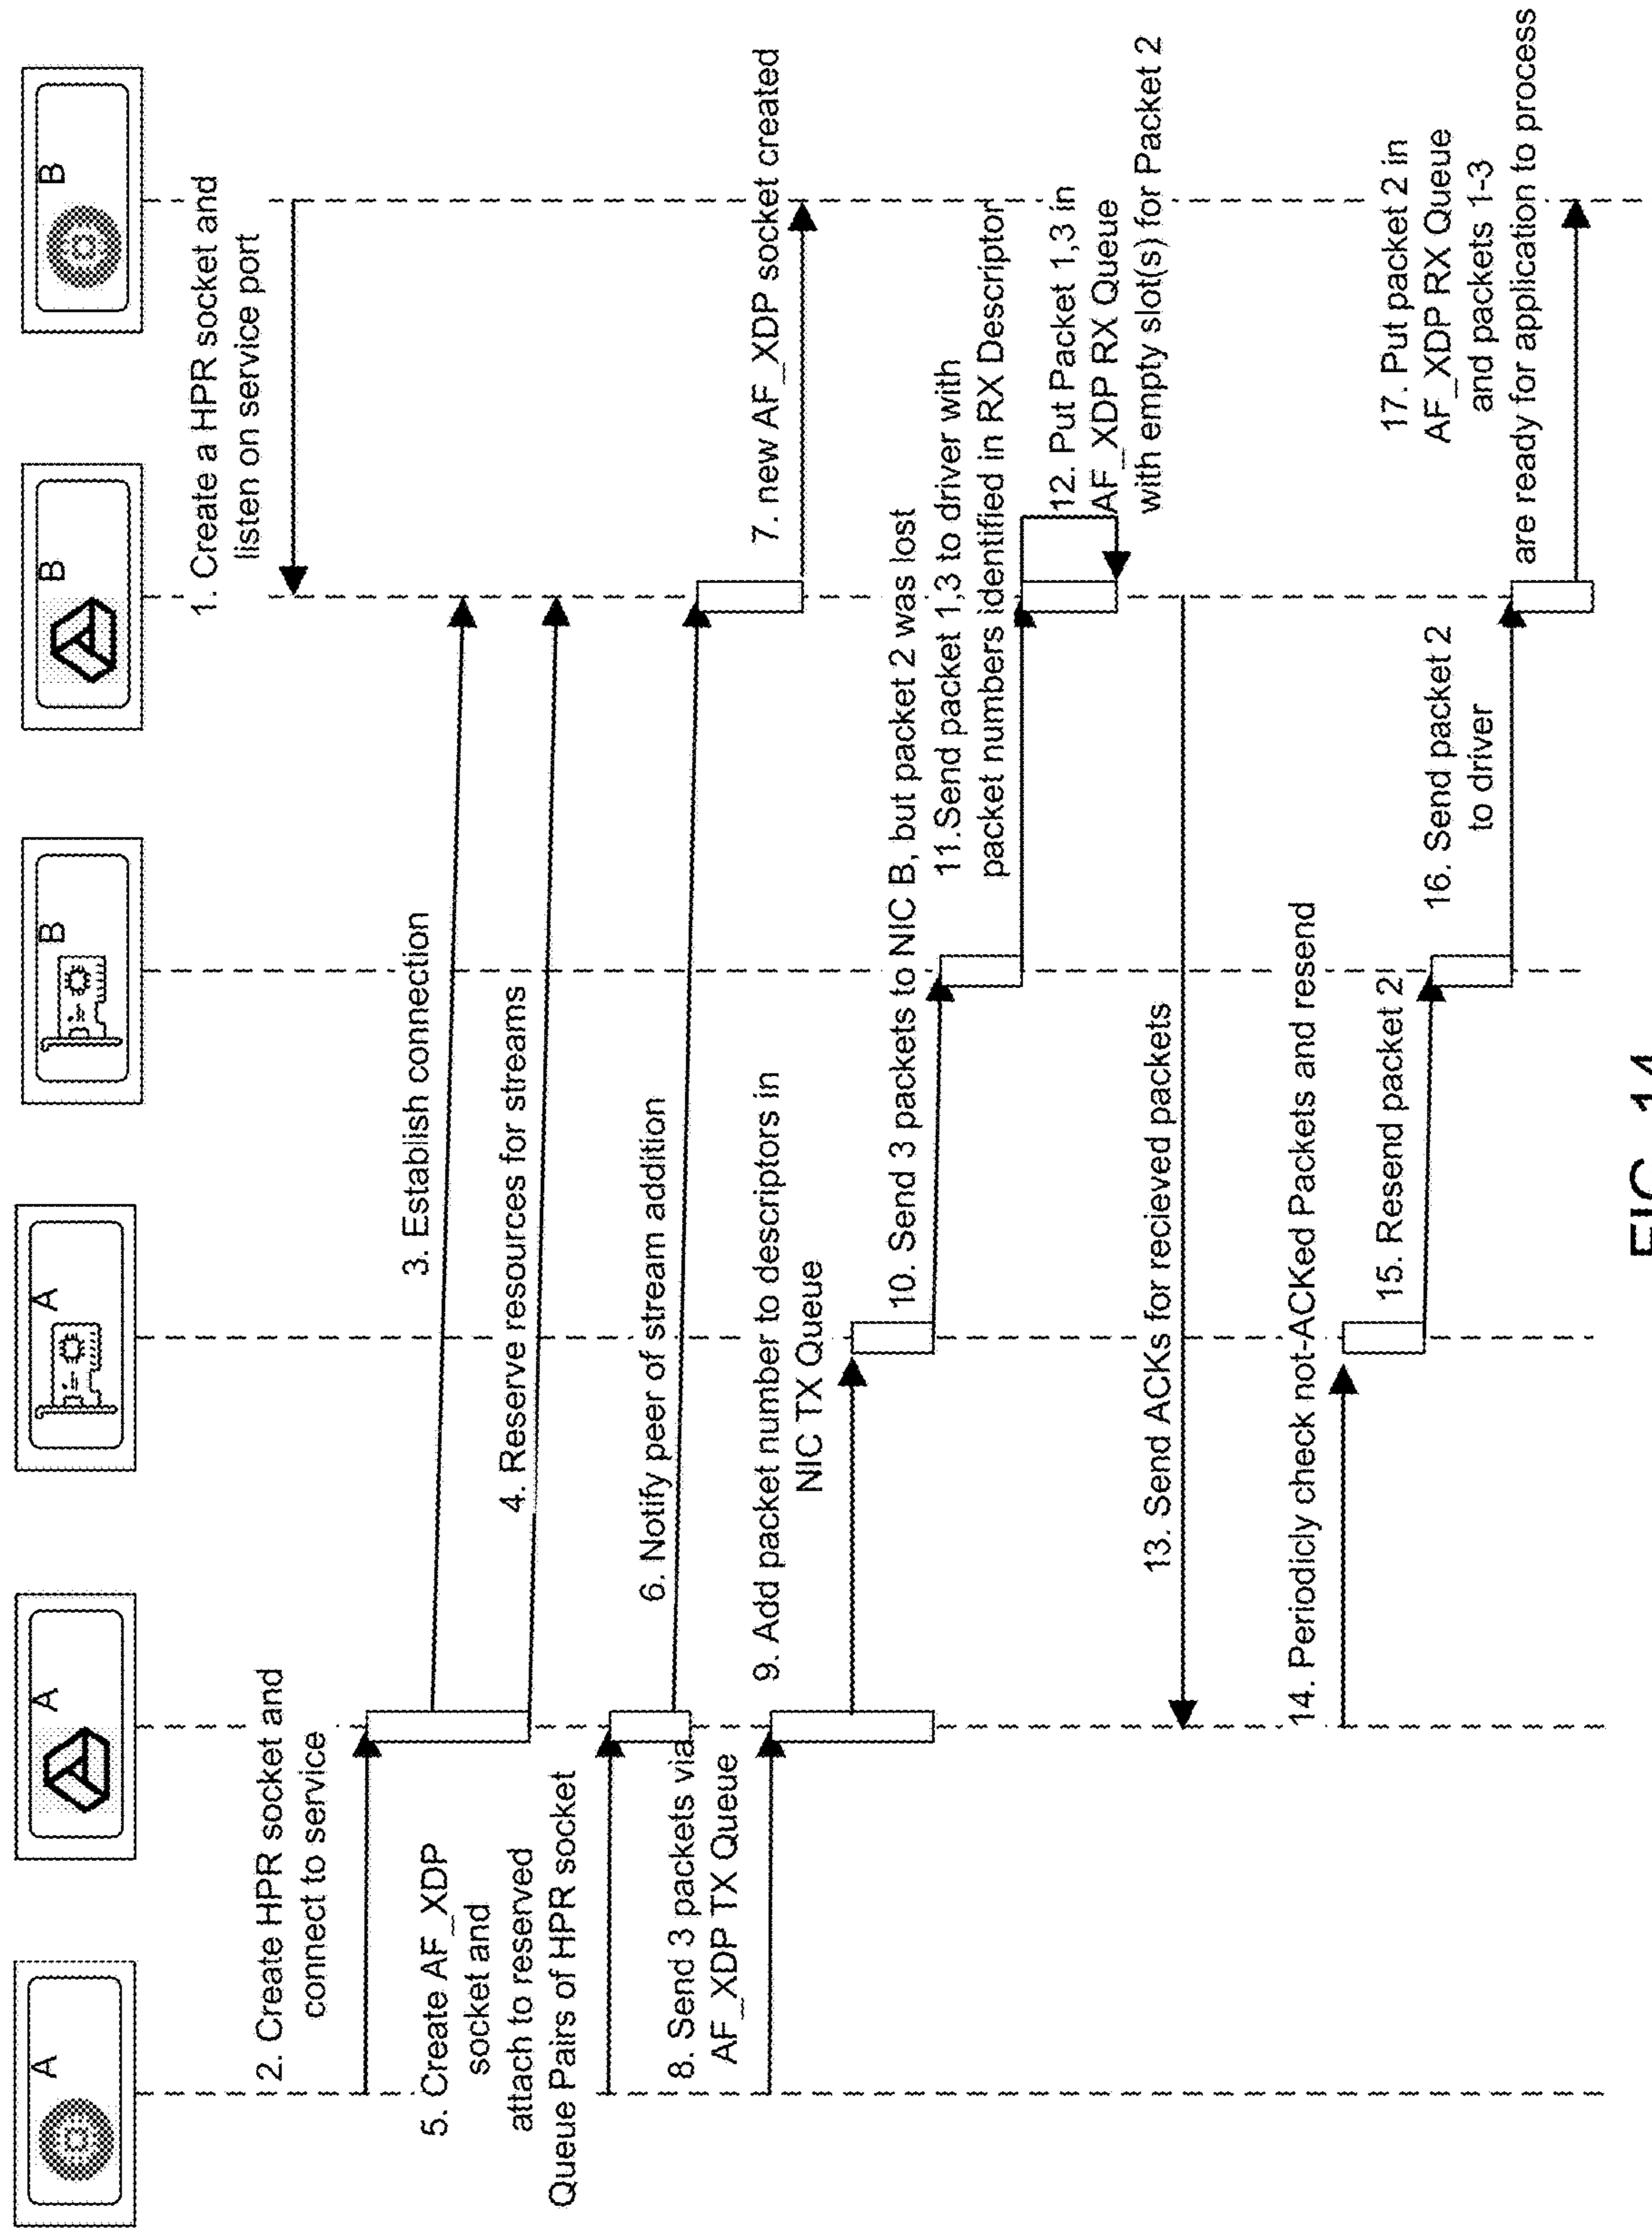 A
A
A
B
B
B
1. Create a HPR socket and
listen on service port
2. Create HPR socket and
connect to service
3. Establish connection
4. Reserve resources for streams
5. Create AF_XDP
socket and
attach to reserved
Queue Pairs of HPR socket
6. Notify peer of stream addition
7. new AF_XDP socket created
8. Send 3 packets via
AF_XDP TX Queue
9. Add packet number to descriptors in
NIC TX Queue
10. Send 3 packets to NIC B, but packet 2 was lost
11.Send packet 1,3 to driver with
packet numbers identified in RX Descriptor
12. Put Packet 1,3 in
AF_XDP RX Queue
with empty slot(s) for Packet 2
13. Send ACKs for recieved packets
14. Periodicly check not-ACKed Packets and resend
15. Resend packet 2
16. Send packet 2
to driver
17. Put packet 2 in
AF_XDP RX Queue
and packets 1-3
are ready for application to process
FIG. 14